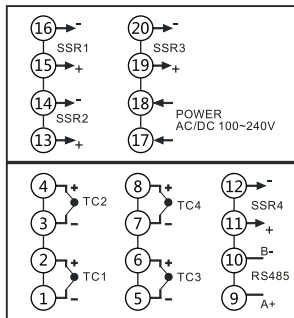 16 - 20 -
SSR1 SSR3
15 + 19 +
14 - 18
SSR2 POWER
AC/DC 100~240V
13 + 17
4 + 8 + 12 -
TC2 TC4 SSR4
3 - 7 - 11 +
2 + 6 + 10 B-
TC1 TC3 RS485
1 - 5 - 9 A+